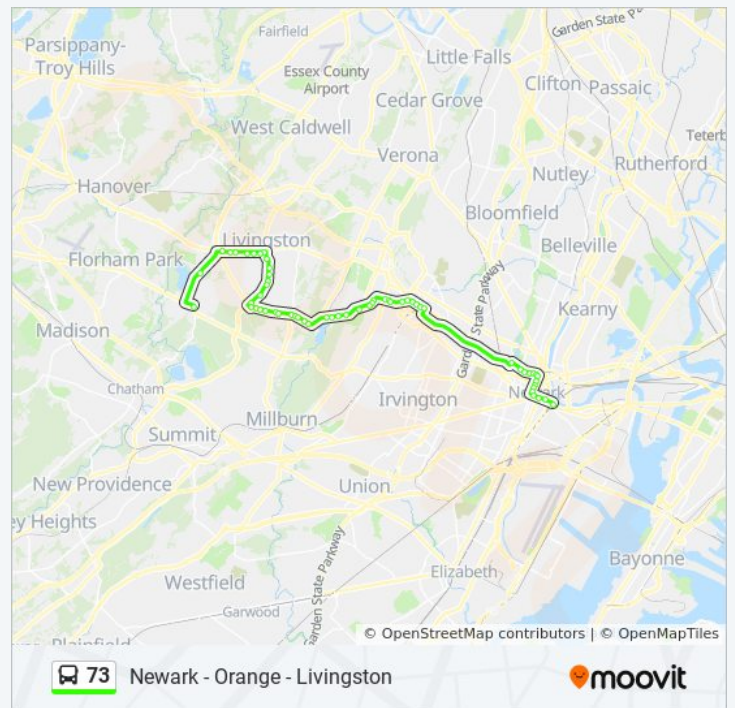 Garden State P
Fairfield
Parsippany-
Troy Hills
Little Falls
Essex County
Airport
Clifton
Passaic
Cedar Grove
West Caldwell
Teterb
Verona
Rutherford
Nutley
Hanover
Bloomfield
Livingston
Belleville
Florham Park
Garden State Parkway
Kearny
Madison
Chatham
Newark
Irvington
Millburn
Summit
New Providence
Union
ey Heights
Bayonne
Elizabeth
Westfield
Garwood
Garden State Parkway
Plainfield
© OpenStreetMap contributors | © OpenMapTiles
73 Newark - Orange - Livingston
moovit